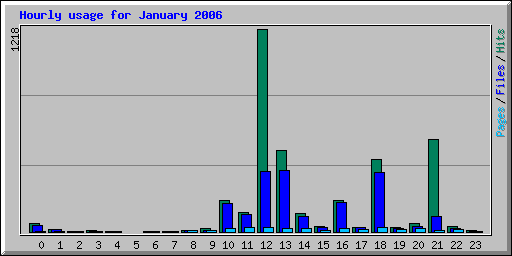 Hourly usage for January 2006
1218
Pages/Files/Hits
0 1 2 3 4 5 6 7 8 9 10 11 12 13 14 15 16 17 18 19 20 21 22 23